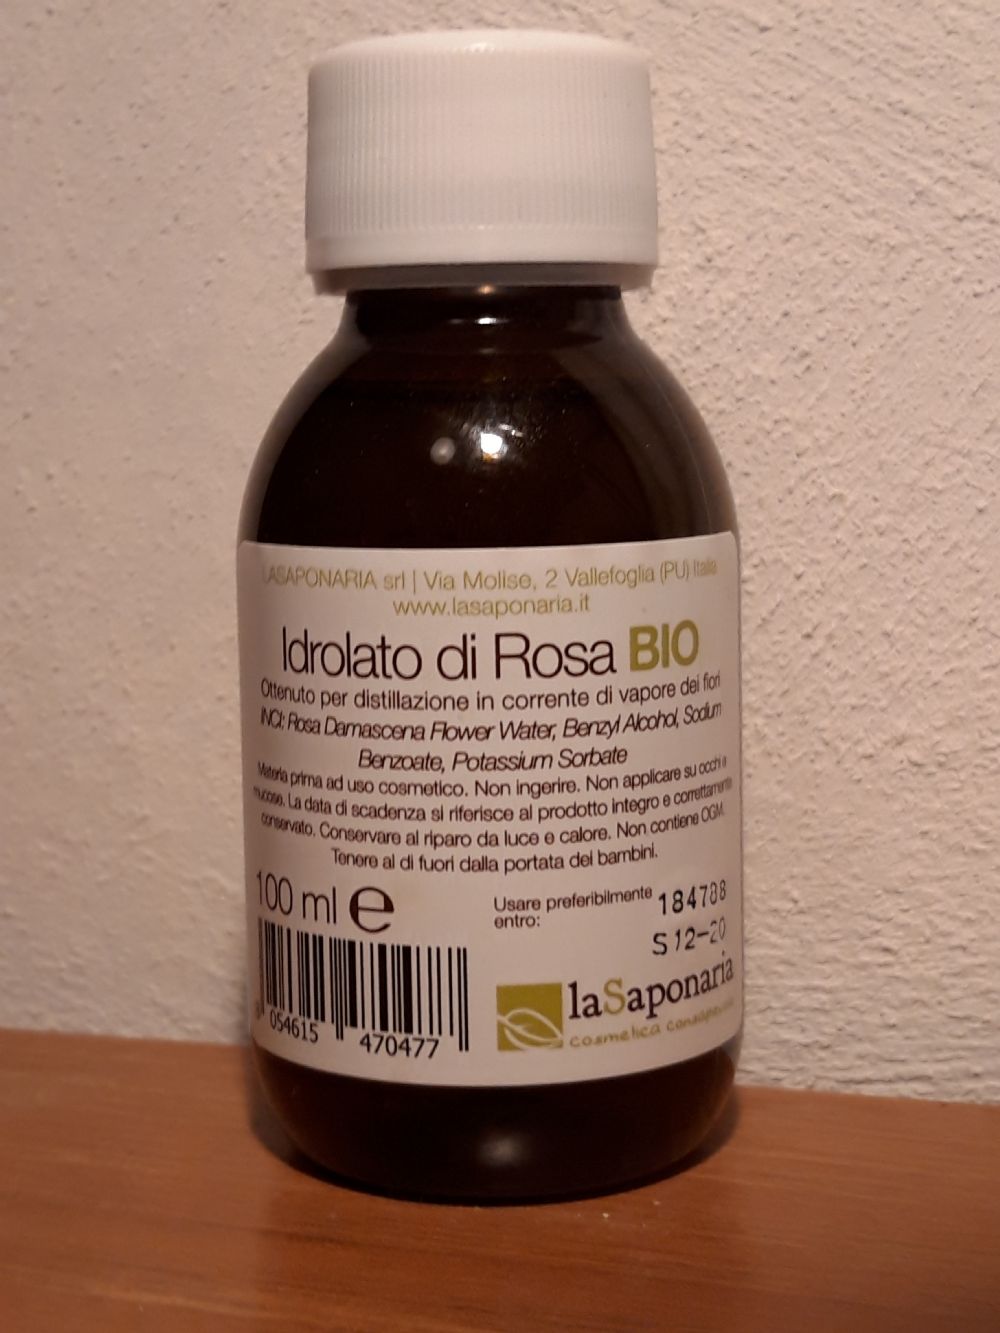 LASAPONARIA srl | Via Molise, 2 Vallefoglia (PU) Italia
www.lasaponaria.it
Idrolato di Rosa BIO
Ottenuto per distillazione in corrente di vapore dei fiori
INCI: Rosa Damascena Flower Water, Benzyl Alcohol, Sodium
Benzoate, Potassium Sorbate
Materia prima ad uso cosmetico. Non ingerire. Non applicare su occhi e
mucose. La data di scadenza si riferisce al prodotto integro e correttamente
conservato. Conservare al riparo da luce e calore. Non contiene OGM.
Tenere al di fuori dalla portata dei bambini.
100 ml e
Usare preferibilmente
entro:
184788
S 12-20
laSaponaria
cosmetica consapevole
054615 470477